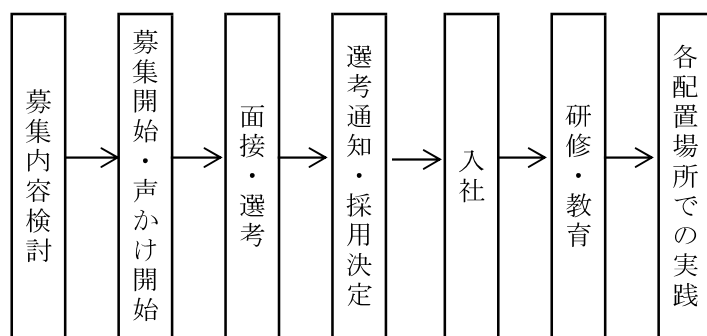 募集内容検討
募集開始・声かけ開始
面接・選考
選考通知・採用決定
入社
研修・教育
各配置場所での実践